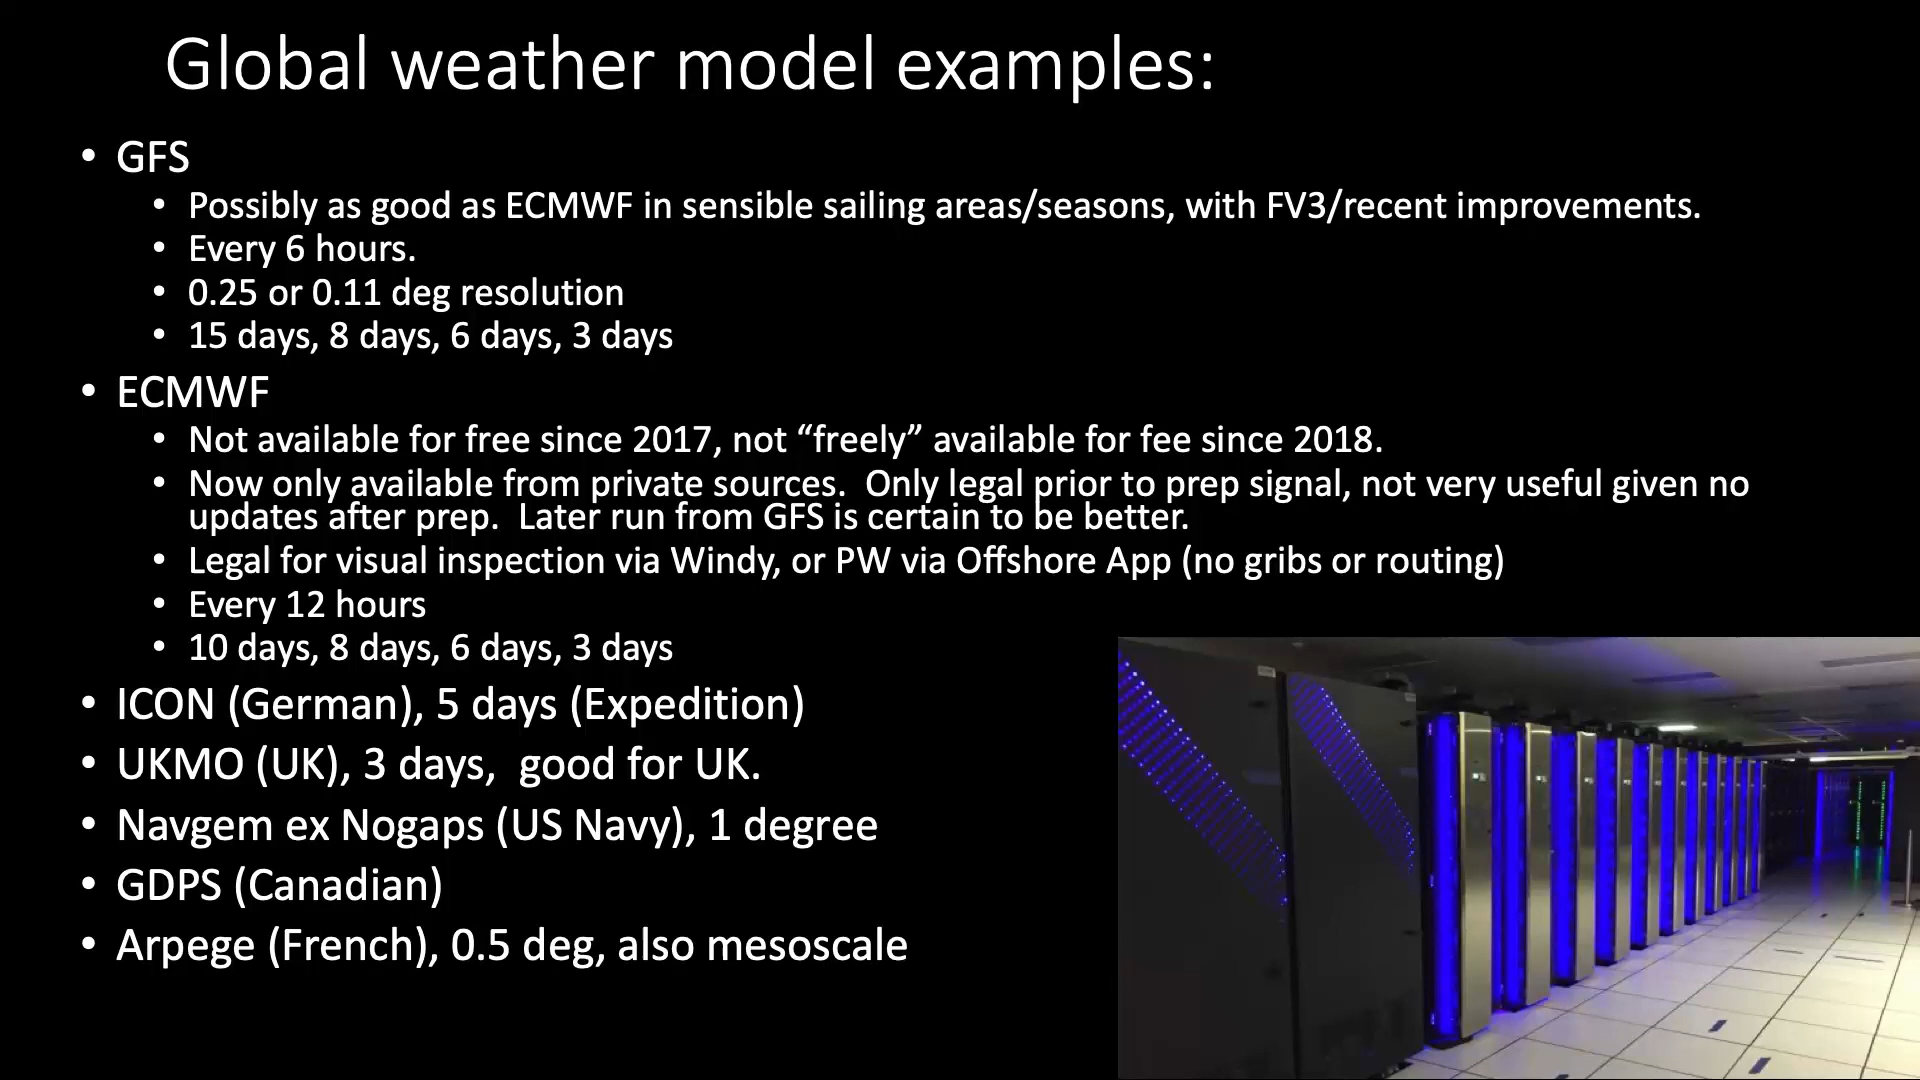 Global weather model examples:
• GFS
• Possibly as good as ECMWF in sensible sailing areas/seasons, with FV3/recent improvements.
• Every 6 hours.
• 0.25 or 0.11 deg resolution
• 15 days, 8 days, 6 days, 3 days
• ECMWF
• Not available for free since 2017, not “freely” available for fee since 2018.
• Now only available from private sources.  Only legal prior to prep signal, not very useful given no
updates after prep.  Later run from GFS is certain to be better.
• Legal for visual inspection via Windy, or PW via Offshore App (no gribs or routing)
• Every 12 hours
• 10 days, 8 days, 6 days, 3 days
• ICON (German), 5 days (Expedition)
• UKMO (UK), 3 days,  good for UK.
• Navgem ex Nogaps (US Navy), 1 degree
• GDPS (Canadian)
• Arpege (French), 0.5 deg, also mesoscale